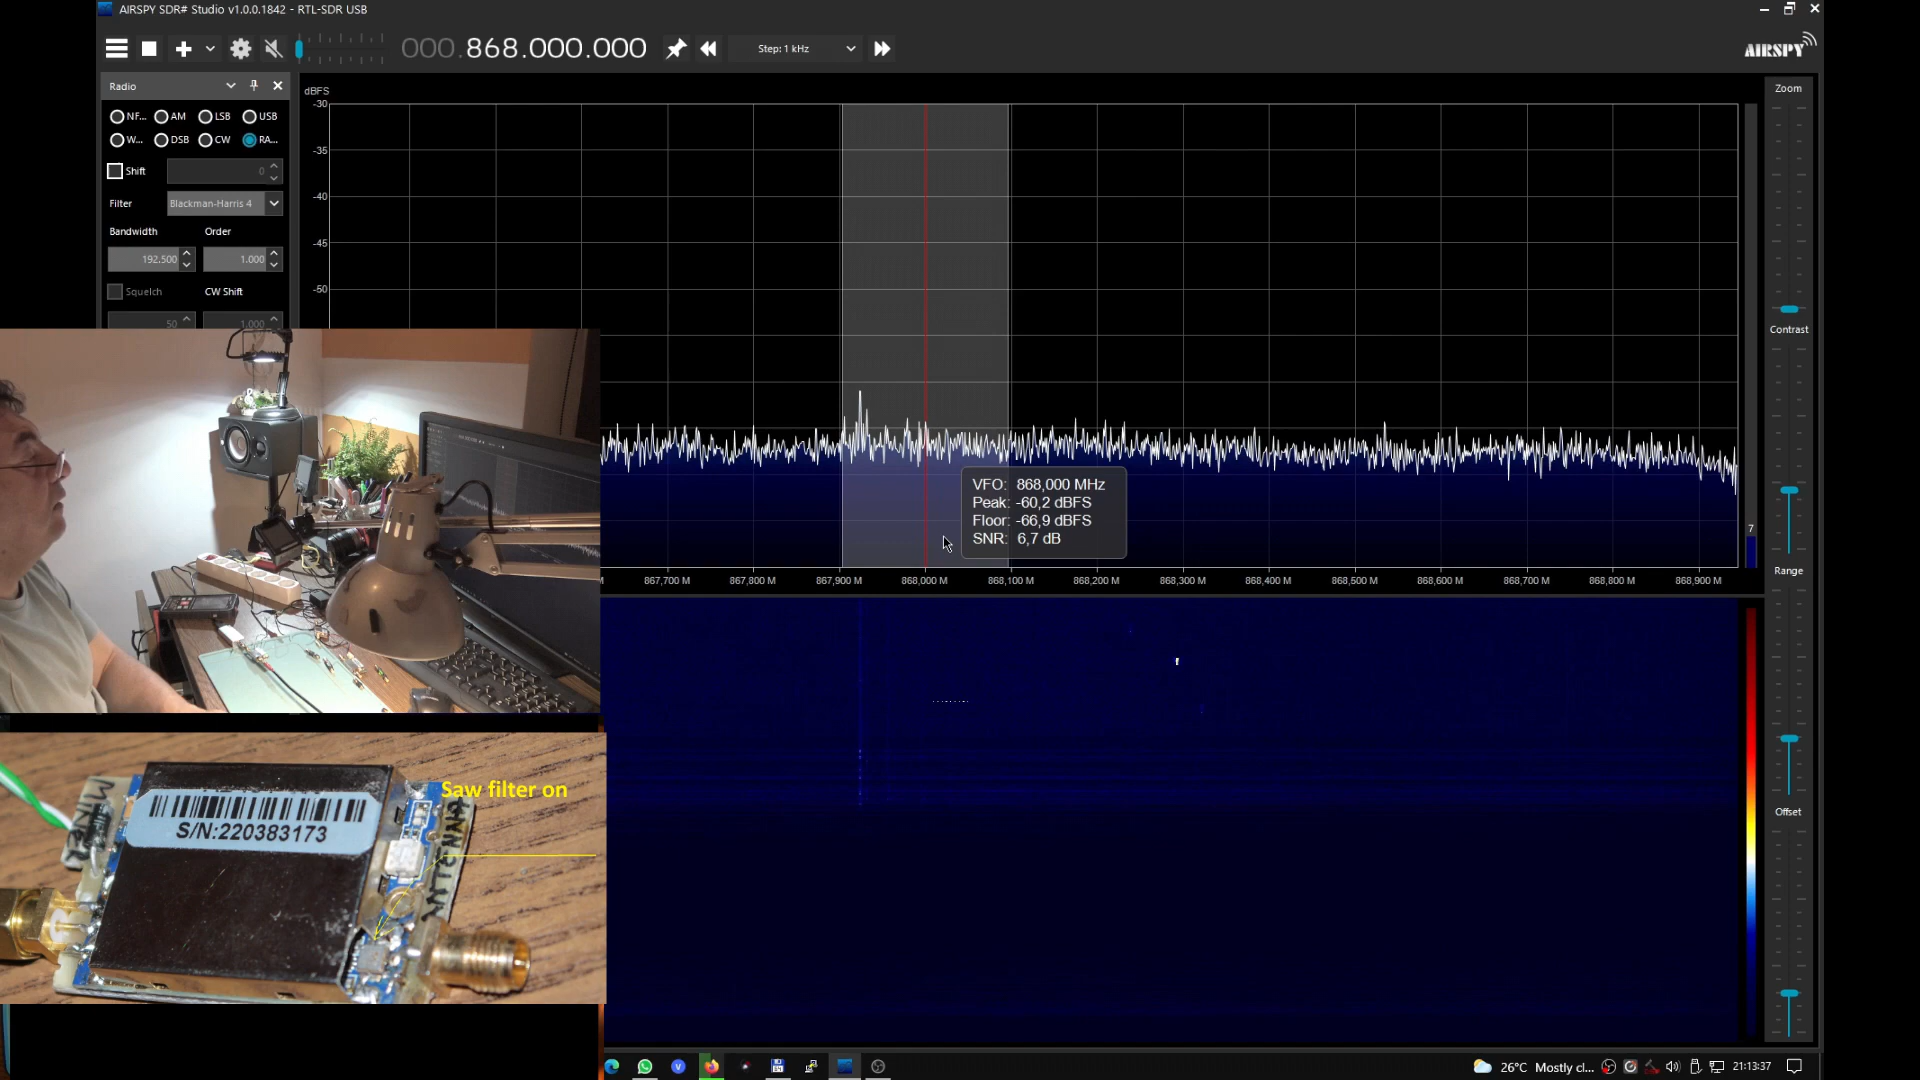 AIRSPY SDR# Studio v1.0.0.1842 - RTL-SDR USB
000.868.000.000
Step: 1 kHz
AIRSPY
Radio
NF... AM LSB USB
W... DSB CW RA...
Shift 0
Filter Blackman-Harris 4
Bandwidth Order
192.500 1.000
Squelch CW Shift
50 1.000
dBFS
-30
-35
-40
-45
-50
Zoom
Contrast
Range
Offset
VFO: 868,000 MHz
Peak: -60,2 dBFS
Floor: -66,9 dBFS
SNR: 6,7 dB
7
M 867,700 M 867,800 M 867,900 M 868,000 M 868,100 M 868,200 M 868,300 M 868,400 M 868,500 M 868,600 M 868,700 M 868,800 M 868,900 M
Saw filter on
S/N:220383173
26°C Mostly cl... 21:13:37